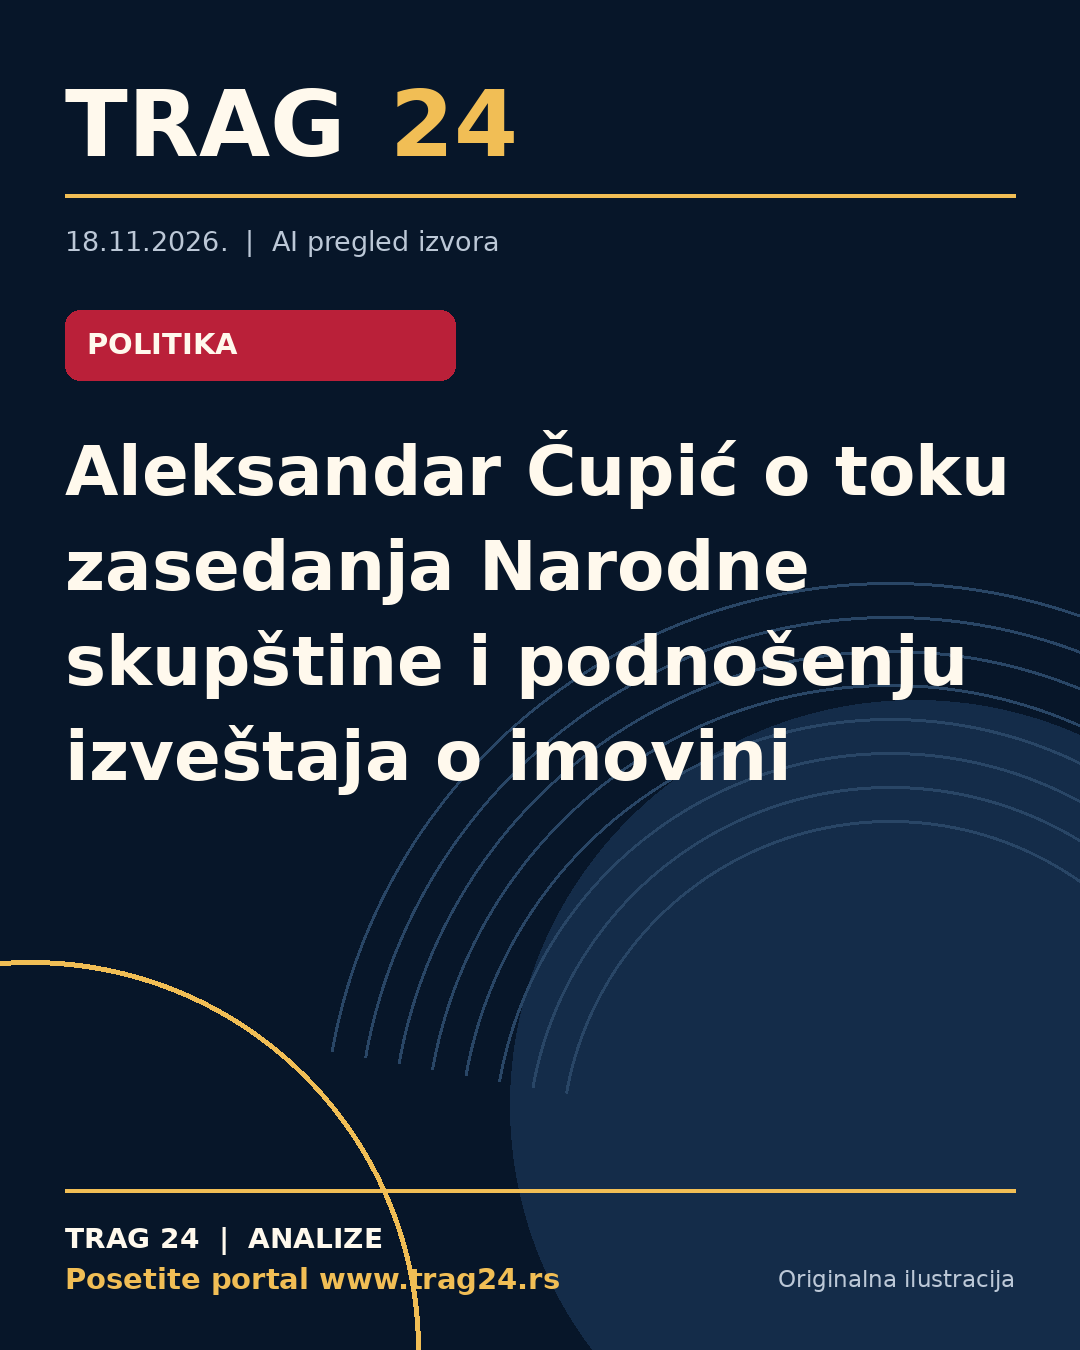 TRAG 24
18.11.2026. | AI pregled izvora
POLITIKA
Aleksandar Čupić o toku
zasedanja Narodne
skupštine i podnošenju
izveštaja o imovini
TRAG 24 | ANALIZE
Posetite portal www.trag24.rs
Originalna ilustracija